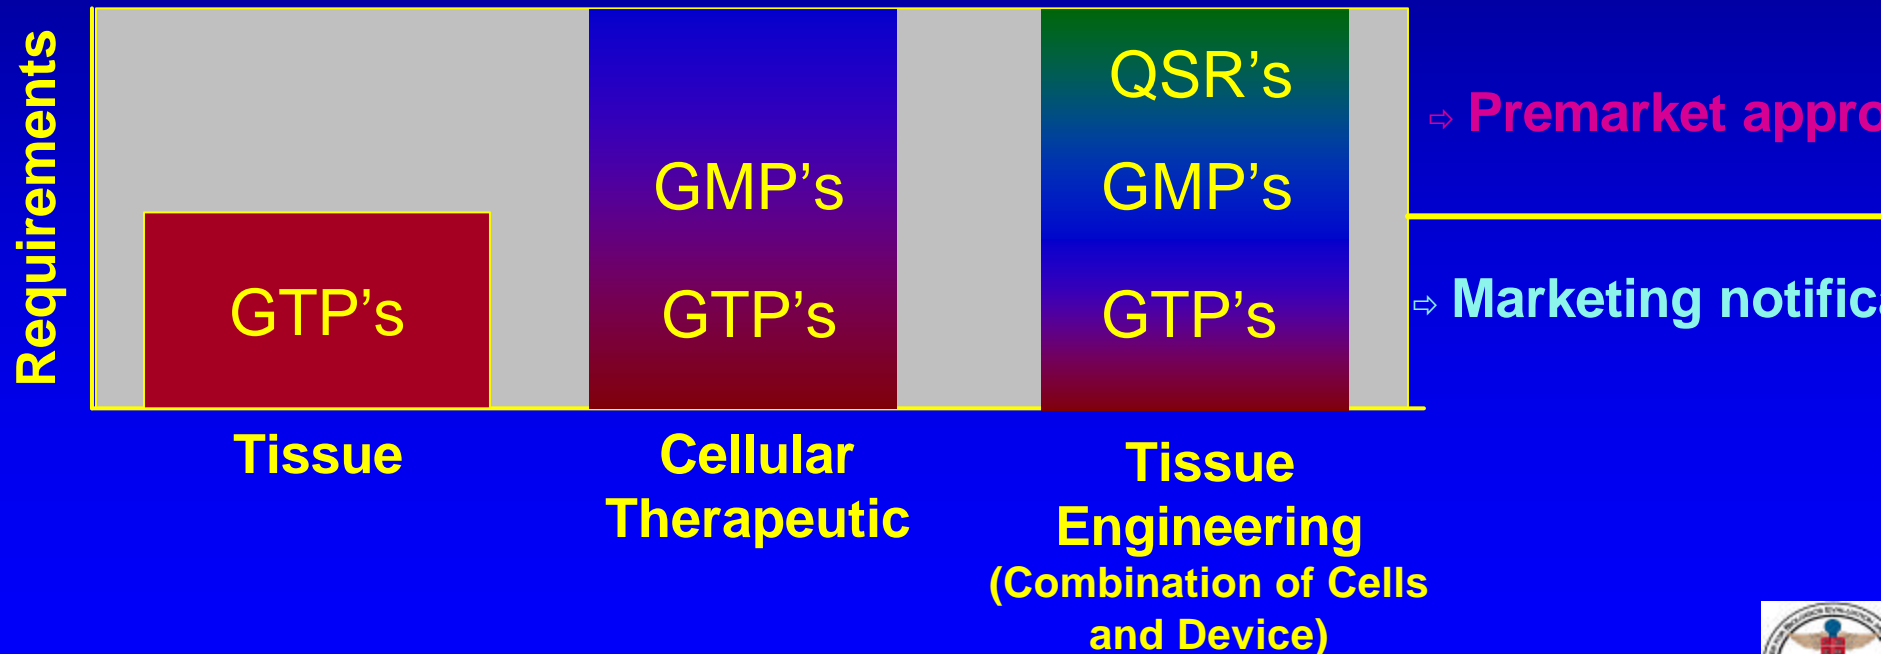 Requirements
GTP’s
GMP’s
GTP’s
QSR’s
GMP’s
GTP’s
⇨ Premarket appro
⇨ Marketing notific
Tissue
Cellular
Therapeutic
Tissue
Engineering
(Combination of Cells
and Device)